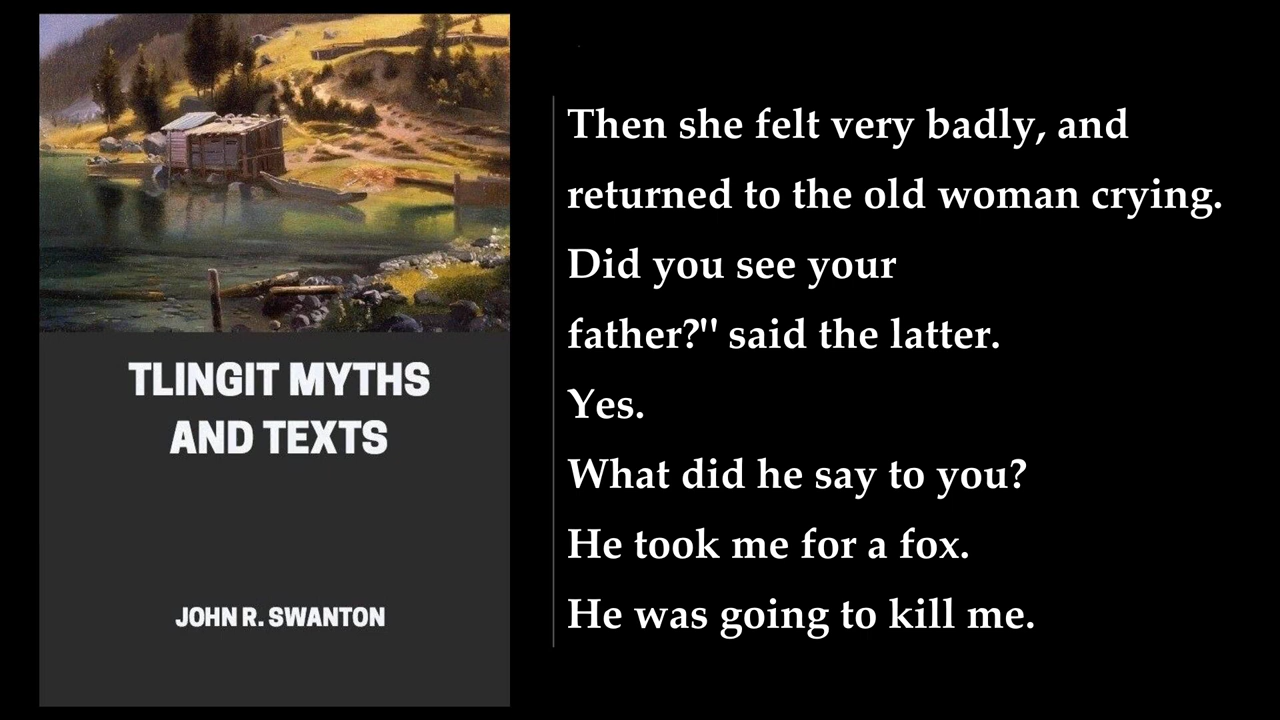 TLINGIT MYTHS
AND TEXTS
JOHN R. SWANTON
Then she felt very badly, and
returned to the old woman crying.
Did you see your
father?" said the latter.
Yes.
What did he say to you?
He took me for a fox.
He was going to kill me.